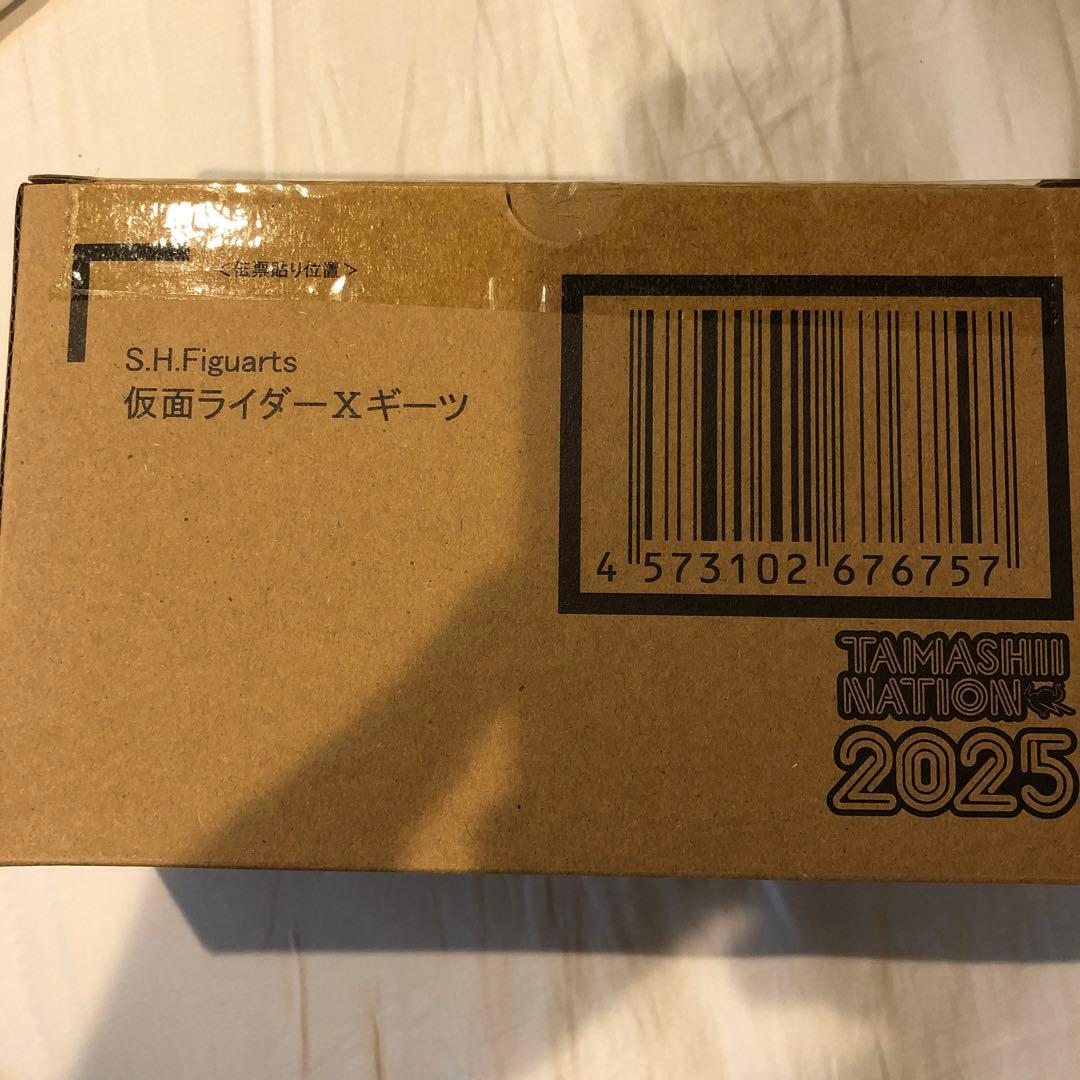 <伝票貼り位置>
S.H.Figuarts
仮面ライダーXギーツ
4 573102 676757
TAMASHII
NATION
2025